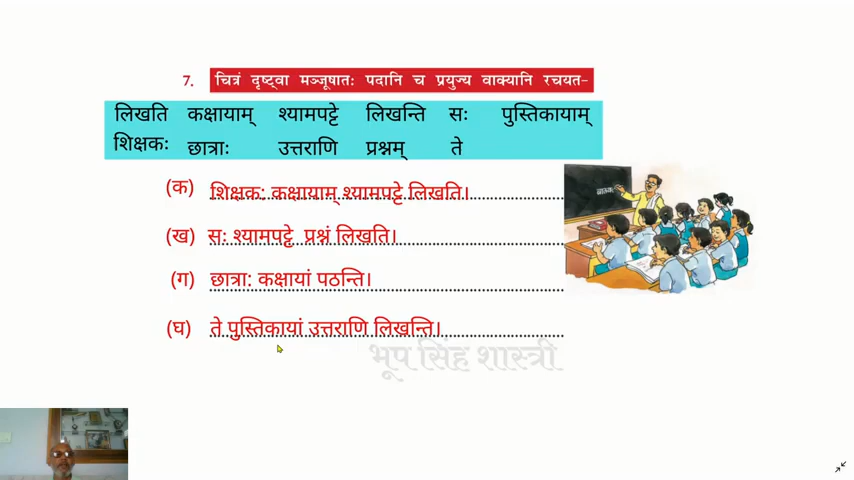 7. चित्रं दृष्ट्वा मञ्जूषातः पदानि च प्रयुज्य वाक्यानि रचयत-
लिखति कक्षायाम् श्यामपट्टे लिखन्ति सः पुस्तिकायाम्
शिक्षकः छात्राः उत्तराणि प्रश्नम् ते
(क) शिक्षक: कक्षायाम् श्यामपट्टे लिखति।
(ख) सः श्यामपट्टे प्रश्नं लिखति।
(ग) छात्रा: कक्षायां पठन्ति।
(घ) ते पुस्तिकायां उत्तराणि लिखन्ति।
भूप सिंह शास्त्री